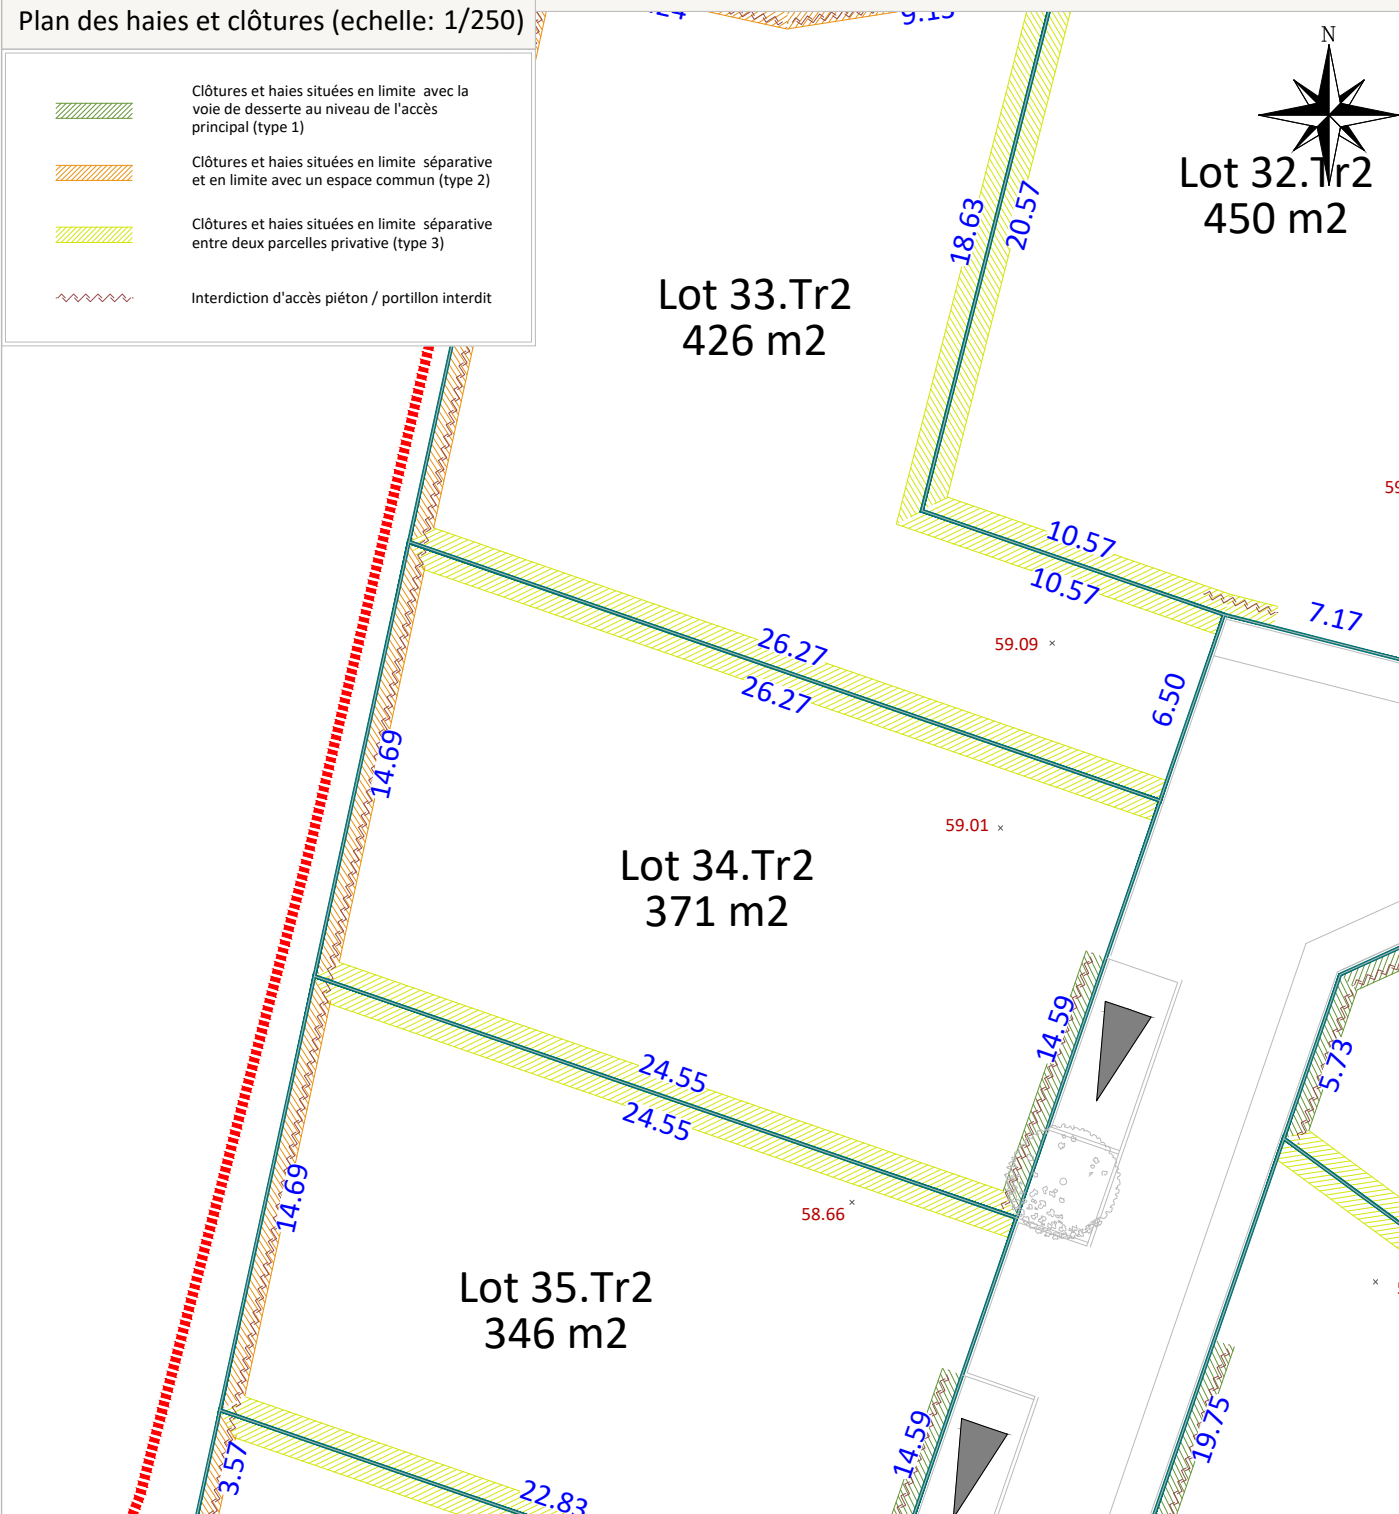 Plan des haies et clôtures (echelle: 1/250)
Clôtures et haies situées en limite avec la
voie de desserte au niveau de l'accès
principal (type 1)
Clôtures et haies situées en limite séparative
et en limite avec un espace commun (type 2)
Clôtures et haies situées en limite séparative
entre deux parcelles privative (type 3)
Interdiction d'accès piéton / portillon interdit
9.13
N
Lot 32.Tr2
450 m2
18.63
20.57
Lot 33.Tr2
426 m2
10.57
10.57
7.17
26.27
26.27
59.09
6.50
14.69
59.01
Lot 34.Tr2
371 m2
14.59
5.73
24.55
24.55
14.69
58.66
Lot 35.Tr2
346 m2
14.59
19.75
3.57
22.83